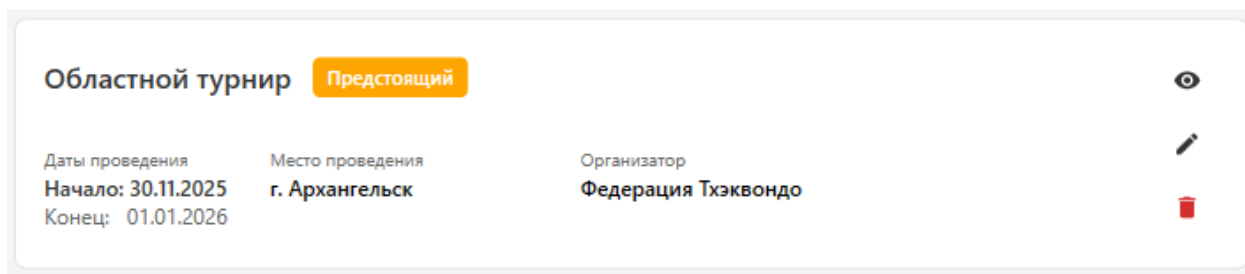 Областной турнир Предстоящий
Даты проведения Место проведения Организатор
Начало: 30.11.2025 г. Архангельск Федерация Тхэквондо
Конец: 01.01.2026